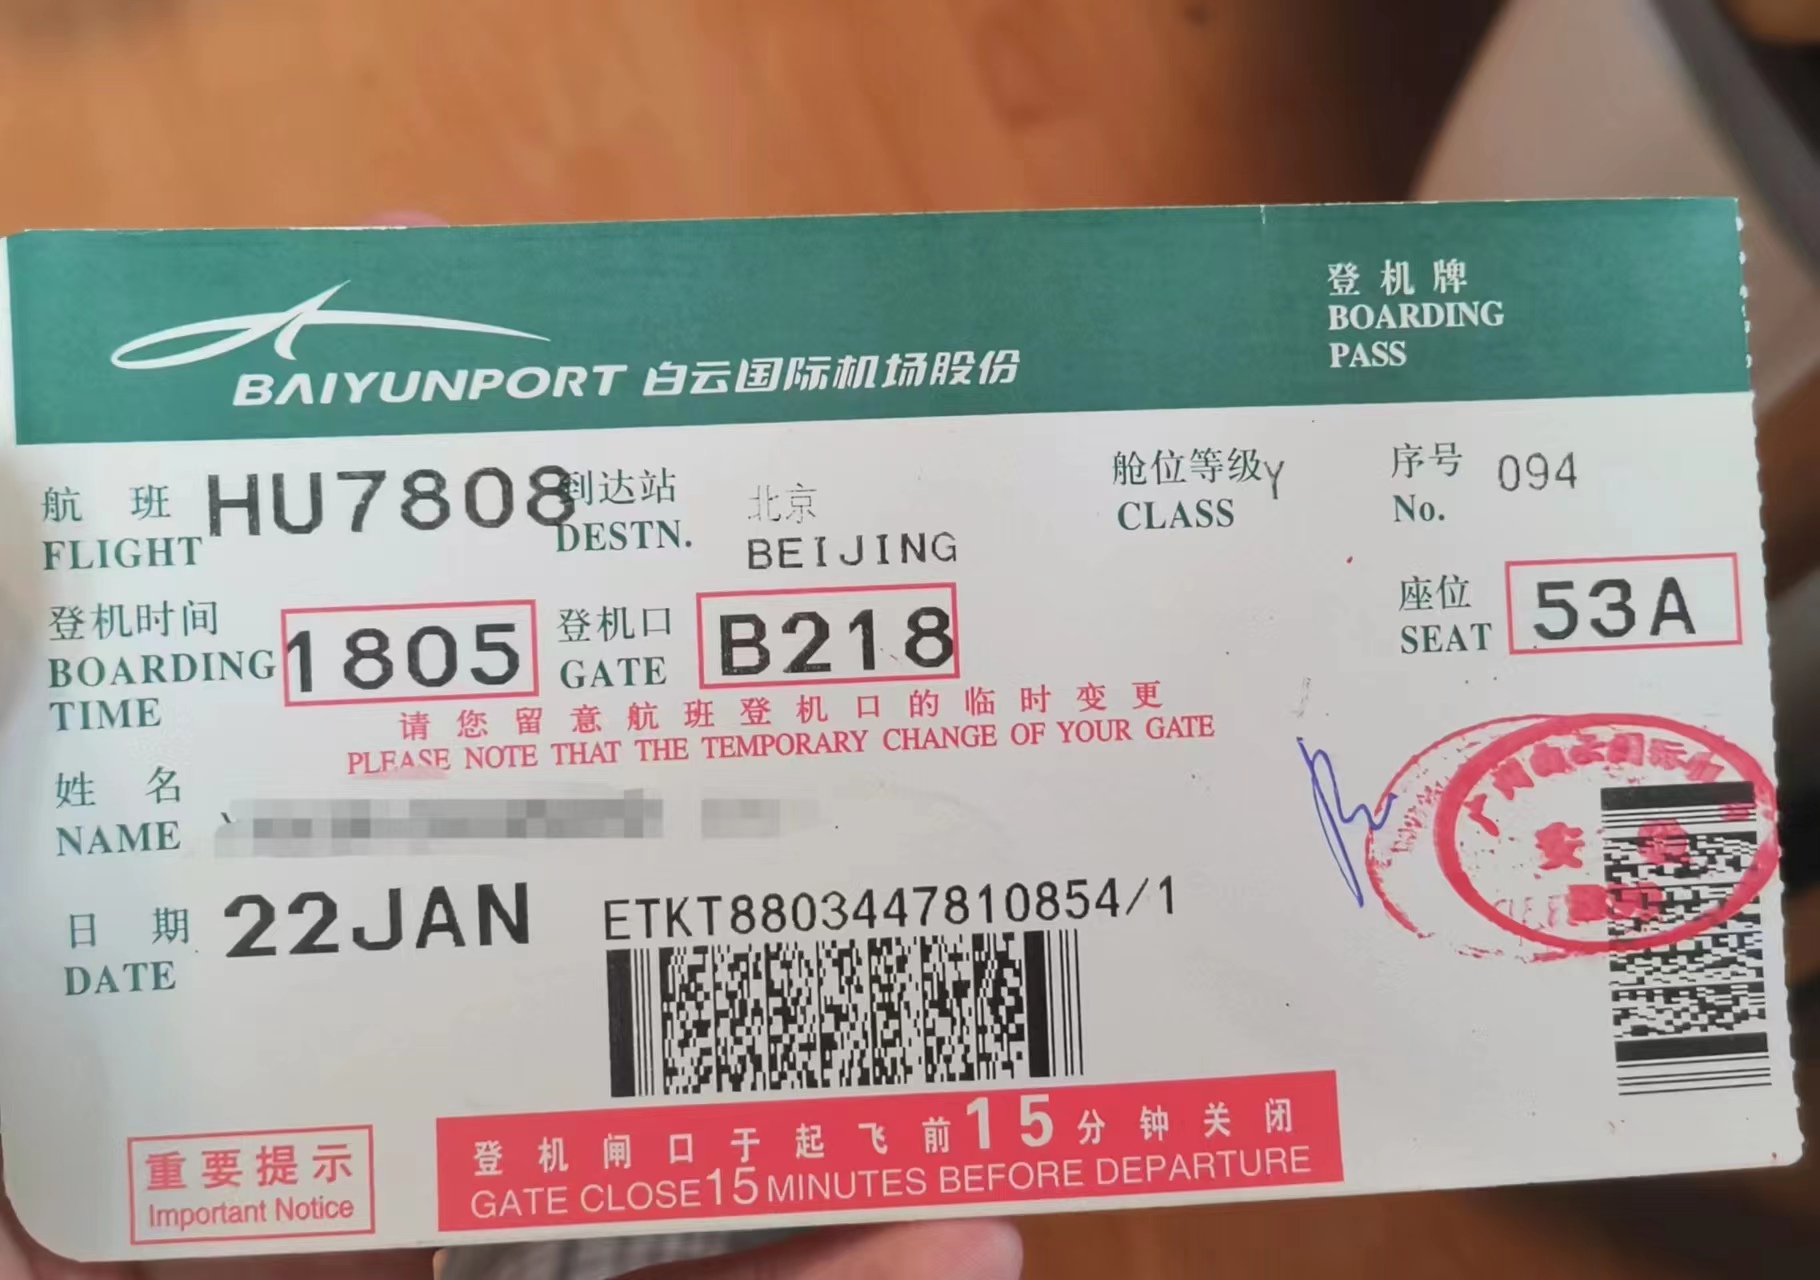 登机牌
BOARDING
PASS
BAIYUNPORT 白云国际机场股份
航 班 HU7808 到达站 北京 舱位等级 Y 序号 094
FLIGHT DESTN. BEIJING CLASS No.
登机时间 1805 登机口 B218 座位 53A
BOARDING GATE SEAT
TIME
请您留意航班登机口的临时变更
PLEASE NOTE THAT THE TEMPORARY CHANGE OF YOUR GATE
姓 名
NAME
日 期 22JAN
DATE
ETKT8803447810854/1
安
重要提示
Important Notice
登机闸口于起飞前15分钟关闭
GATE CLOSE15MINUTES BEFORE DEPARTURE